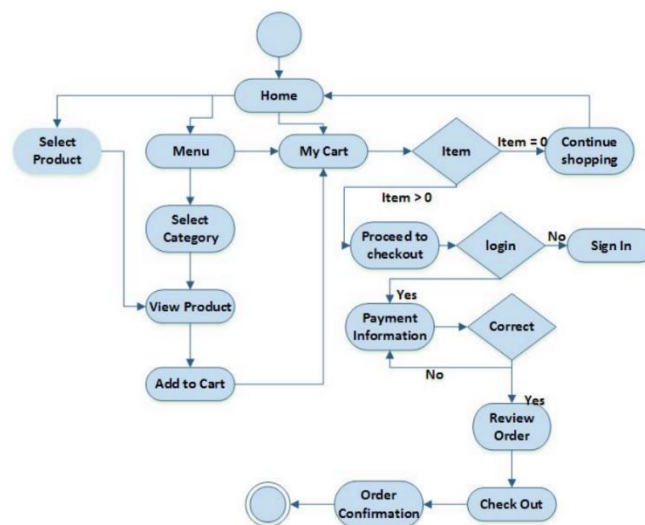 Home
Select
Product
Menu
My Cart
Item
Item = 0
Continue
shopping
Item > 0
Select
Category
Proceed to
checkout
login
No
Sign In
View Product
Yes
Payment
Information
Correct
No
Add to Cart
Yes
Review
Order
Order
Confirmation
Check Out